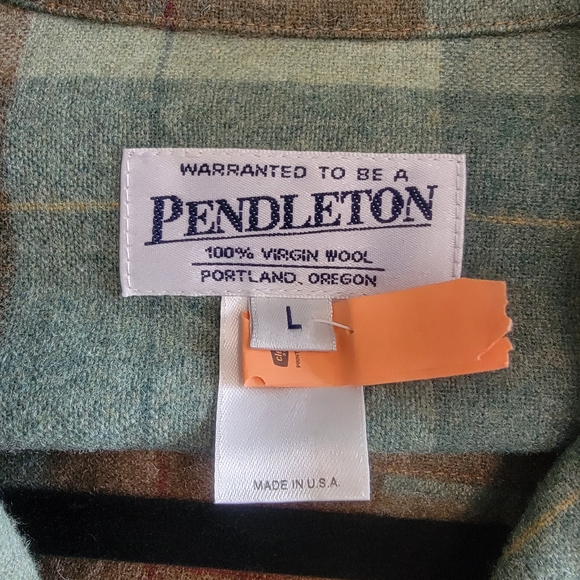 WARRANTED TO BE A
PENDLETON
100% VIRGIN WOOL
PORTLAND, OREGON
L
MADE IN U.S.A.